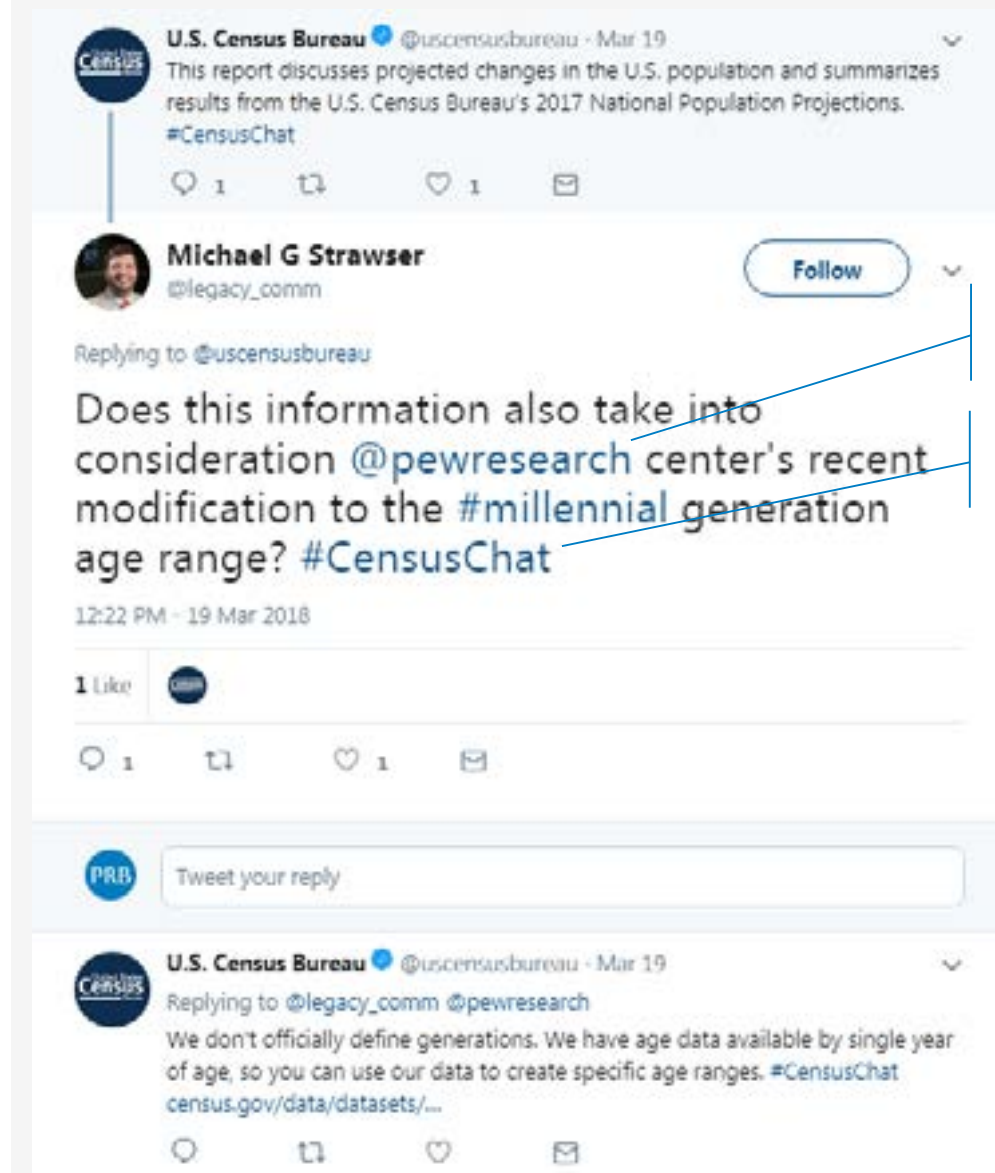 U.S. Census Bureau @uscensusbureau · Mar 19
This report discusses projected changes in the U.S. population and summarizes
results from the U.S. Census Bureau's 2017 National Population Projections.
#CensusChat
1 1
Michael G Strawser
@legacy_comm
Follow
Replying to @uscensusbureau
Does this information also take into
consideration @pewresearch center's recent
modification to the #millennial generation
age range? #CensusChat
12:22 PM - 19 Mar 2018
1 Like
1 1
PRB Tweet your reply
U.S. Census Bureau @uscensusbureau · Mar 19
Replying to @legacy_comm @pewresearch
We don't officially define generations. We have age data available by single year
of age, so you can use our data to create specific age ranges. #CensusChat
census.gov/data/datasets/...